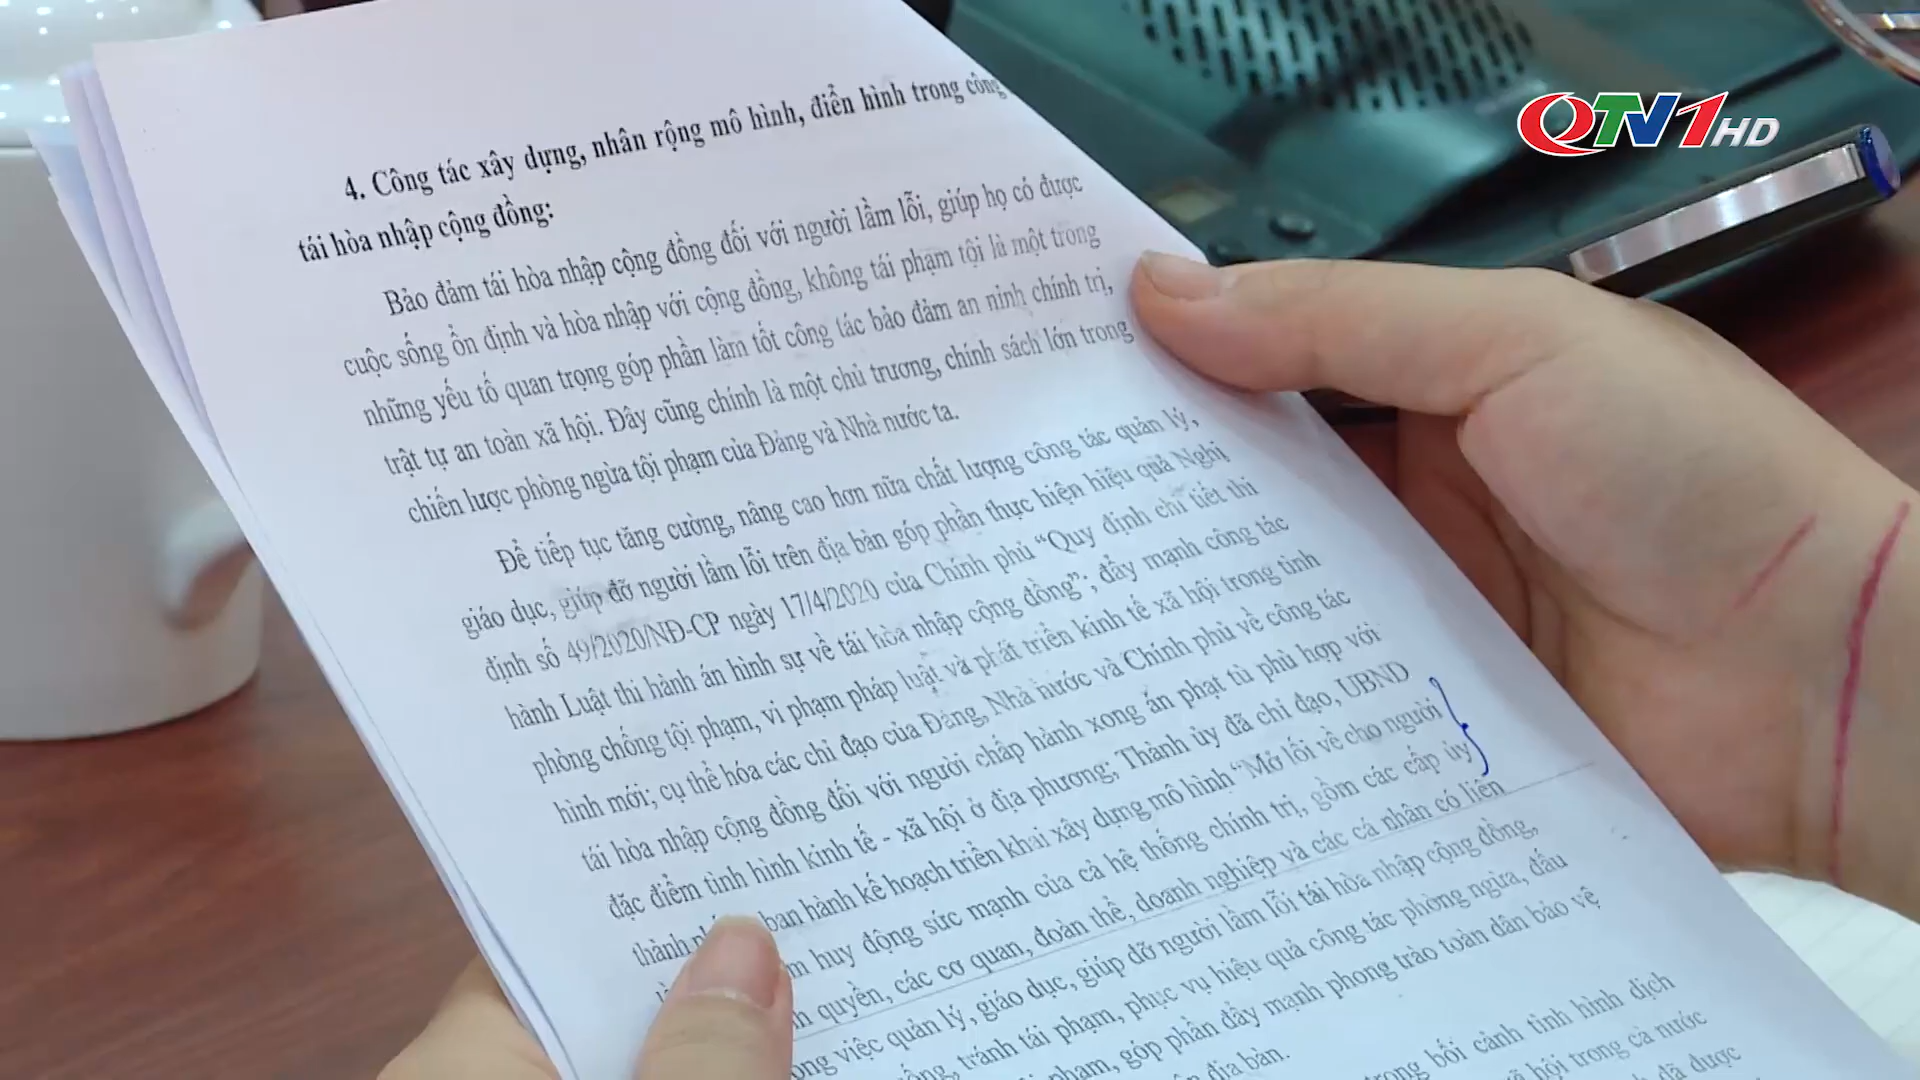 QTV1HD
4. Công tác xây dựng, nhân rộng mô hình, điển hình trong công
tái hòa nhập cộng đồng:
Bảo đảm tái hòa nhập cộng đồng đối với người lầm lỗi, giúp họ có được
cuộc sống ổn định và hòa nhập với cộng đồng, không tái phạm tội là một trong
những yếu tố quan trọng góp phần làm tốt công tác bảo đảm an ninh chính trị,
trật tự an toàn xã hội. Đây cũng chính là một chủ trương, chính sách lớn trong
chiến lược phòng ngừa tội phạm của Đảng và Nhà nước ta.
Để tiếp tục tăng cường, nâng cao hơn nữa chất lượng công tác quản lý,
giáo dục, giúp đỡ người lầm lỗi trên địa bàn góp phần thực hiện hiệu quả Nghị
định số 49/2020/NĐ-CP ngày 17/4/2020 của Chính phủ “Quy định chi tiết thi
hành Luật thi hành án hình sự về tái hòa nhập cộng đồng”; đẩy mạnh công tác
phòng chống tội phạm, vi phạm pháp luật và phát triển kinh tế xã hội trong tình
hình mới; cụ thể hóa các chỉ đạo của Đảng, Nhà nước và Chính phủ về công tác
tái hòa nhập cộng đồng đối với người chấp hành xong án phạt tù phù hợp với
đặc điểm tình hình kinh tế - xã hội ở địa phương; Thành ủy đã chỉ đạo, UBND
thành ban hành kế hoạch triển khai xây dựng mô hình “Mở lối về cho người
huy động sức mạnh của cả hệ thống chính trị, gồm các cấp ủy
quyền, các cơ quan, đoàn thể, doanh nghiệp và các cá nhân có liên
việc quản lý, giáo dục, giúp đỡ người lầm lỗi tái hòa nhập cộng đồng,
tránh tái phạm, phục vụ hiệu quả công tác phòng ngừa, đấu
phạm, góp phần đẩy mạnh phong trào toàn dân bảo vệ
địa bàn.
trong bối cảnh tình hình dịch
hội trong cả nước
đã được